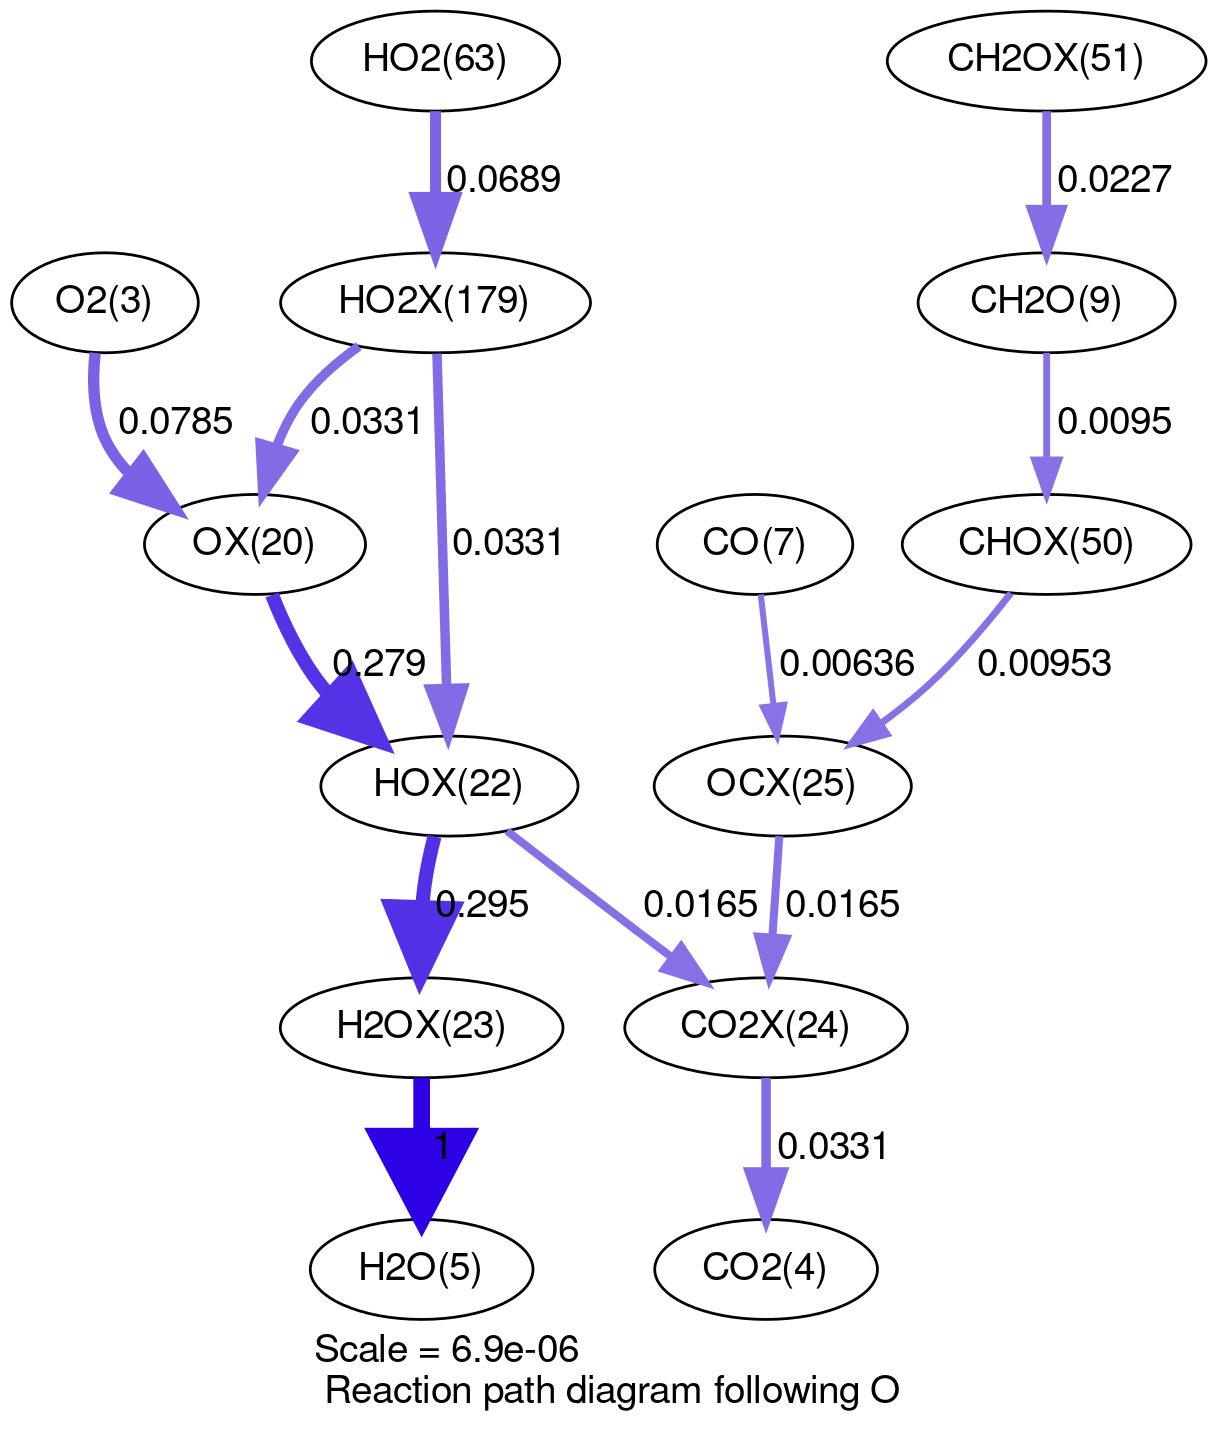 HO2(63)
CH2OX(51)
0.0689
0.0227
O2(3)
HO2X(179)
CH2O(9)
0.0785
0.0331
0.0095
OX(20)
0.0331
CO(7)
CHOX(50)
0.279
0.00636
0.00953
HOX(22)
OCX(25)
0.295
0.0165
0.0165
H2OX(23)
CO2X(24)
1
0.0331
H2O(5)
CO2(4)
Scale = 6.9e-06
Reaction path diagram following O